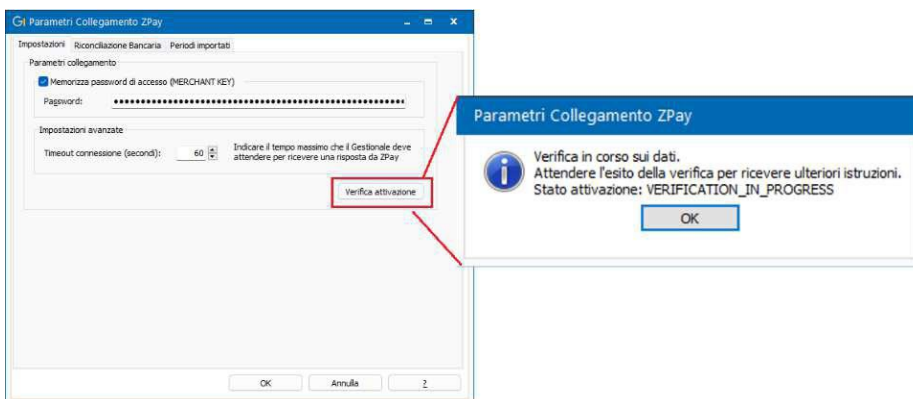 GI Parametri Collegamento ZPay
Impostazioni Riconciliazione Bancaria Periodi importati
Parametri collegamento
Memorizza password di accesso (MERCHANT KEY)
Password:
Impostazioni avanzate
Timeout connessione (secondi): 60 Indicare il tempo massimo che il Gestionale deve
attendere per ricevere una risposta da ZPay
Verifica attivazione
OK Annulla ?
Parametri Collegamento ZPay
Verifica in corso sui dati.
Attendere l'esito della verifica per ricevere ulteriori istruzioni.
Stato attivazione: VERIFICATION_IN_PROGRESS
OK